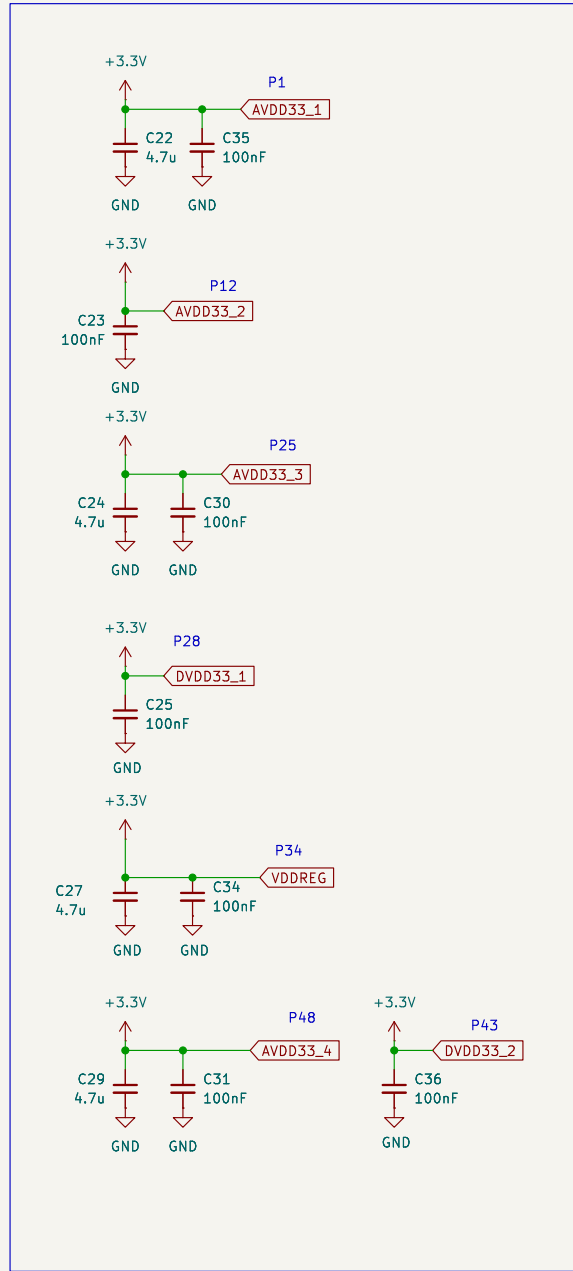 +3.3V
P1
AVDD33_1
C22
4.7u
C35
100nF
GND
GND
+3.3V
P12
AVDD33_2
C23
100nF
GND
+3.3V
P25
AVDD33_3
C24
4.7u
C30
100nF
GND
GND
+3.3V
P28
DVDD33_1
C25
100nF
GND
+3.3V
P34
VDDREG
C27
4.7u
C34
100nF
GND
GND
+3.3V
P48
AVDD33_4
C29
4.7u
C31
100nF
GND
GND
+3.3V
P43
DVDD33_2
C36
100nF
GND